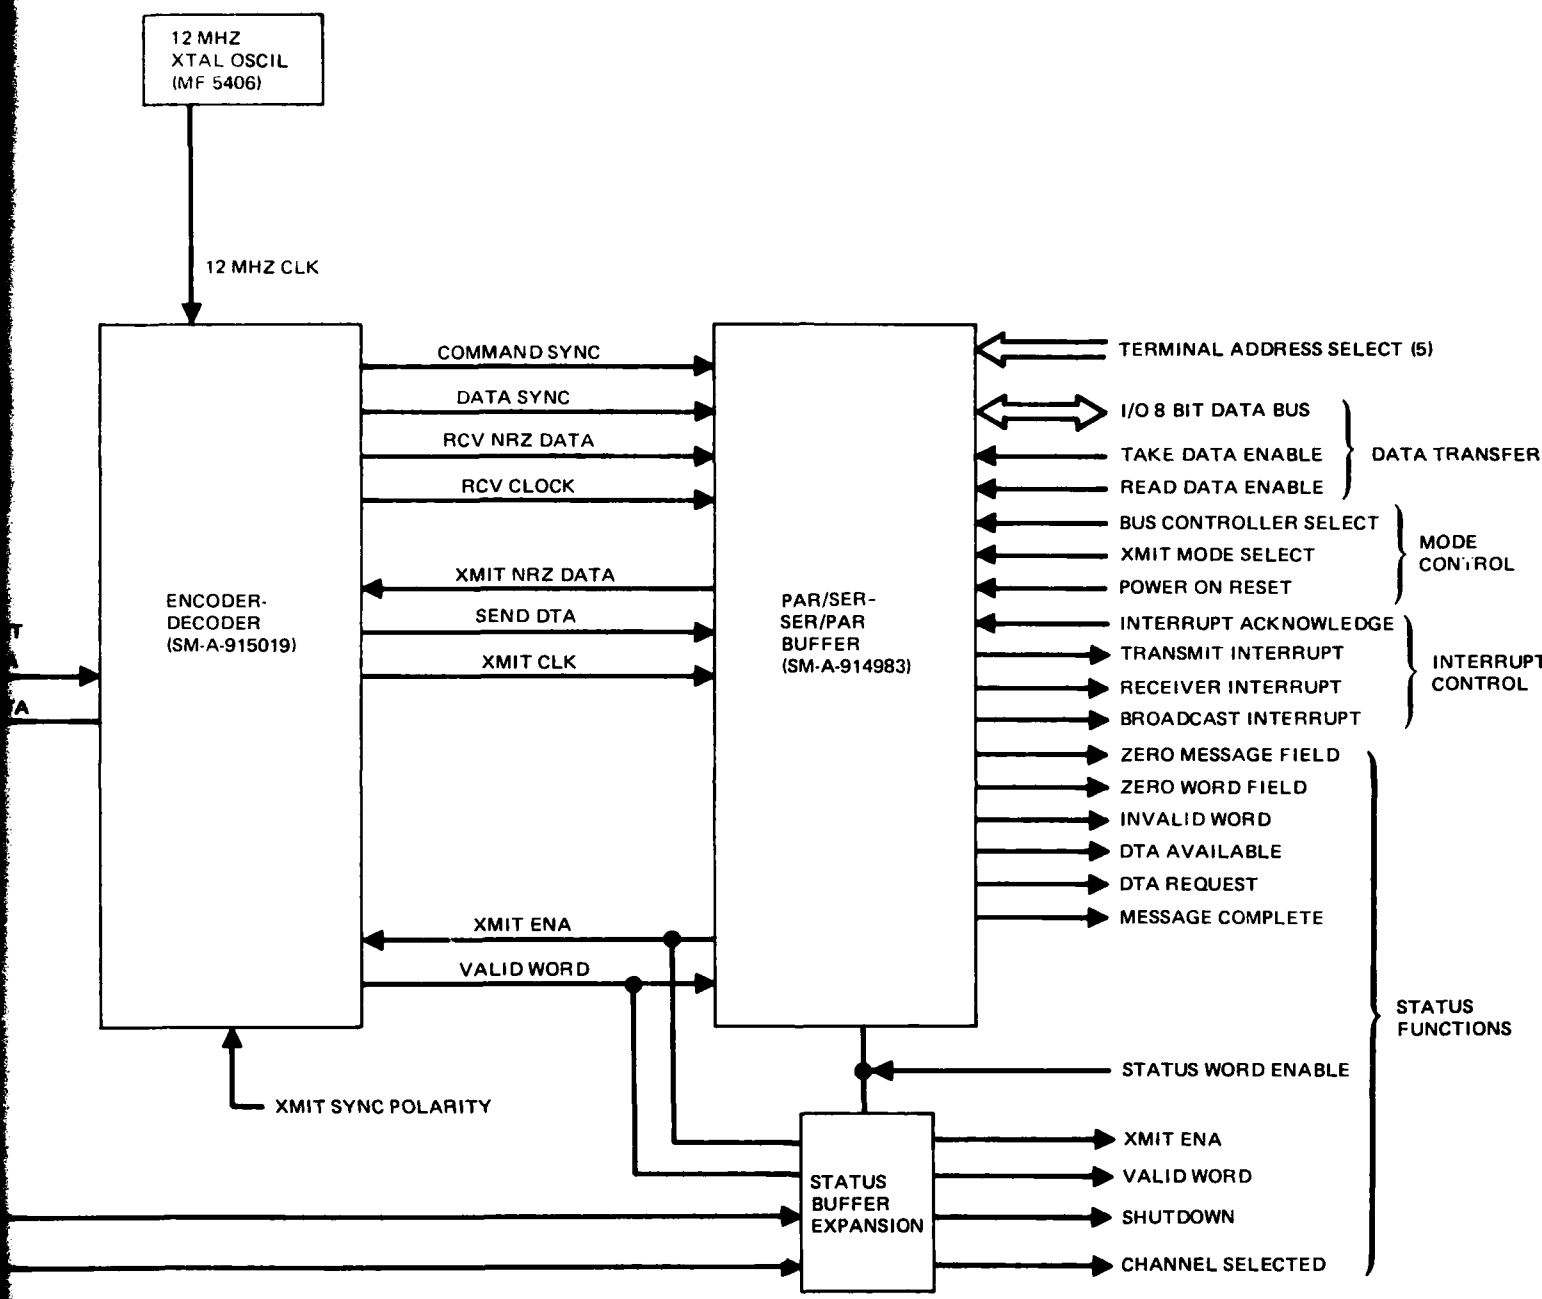 12 MHZ
XTAL OSCIL
(MF 5406)
12 MHZ CLK
COMMAND SYNC
DATA SYNC
RCV NRZ DATA
RCV CLOCK
XMIT NRZ DATA
SEND DTA
XMIT CLK
XMIT ENA
VALID WORD
ENCODER-
DECODER
(SM-A-915019)
T
A
TA
XMIT SYNC POLARITY
PAR/SER-
SER/PAR
BUFFER
(SM-A-914983)
TERMINAL ADDRESS SELECT (5)
I/O 8 BIT DATA BUS
TAKE DATA ENABLE
READ DATA ENABLE
DATA TRANSFER
BUS CONTROLLER SELECT
XMIT MODE SELECT
POWER ON RESET
MODE
CONTROL
INTERRUPT ACKNOWLEDGE
TRANSMIT INTERRUPT
RECEIVER INTERRUPT
BROADCAST INTERRUPT
INTERRUPT
CONTROL
ZERO MESSAGE FIELD
ZERO WORD FIELD
INVALID WORD
DTA AVAILABLE
DTA REQUEST
MESSAGE COMPLETE
STATUS WORD ENABLE
XMIT ENA
VALID WORD
SHUTDOWN
CHANNEL SELECTED
STATUS
FUNCTIONS
STATUS
BUFFER
EXPANSION